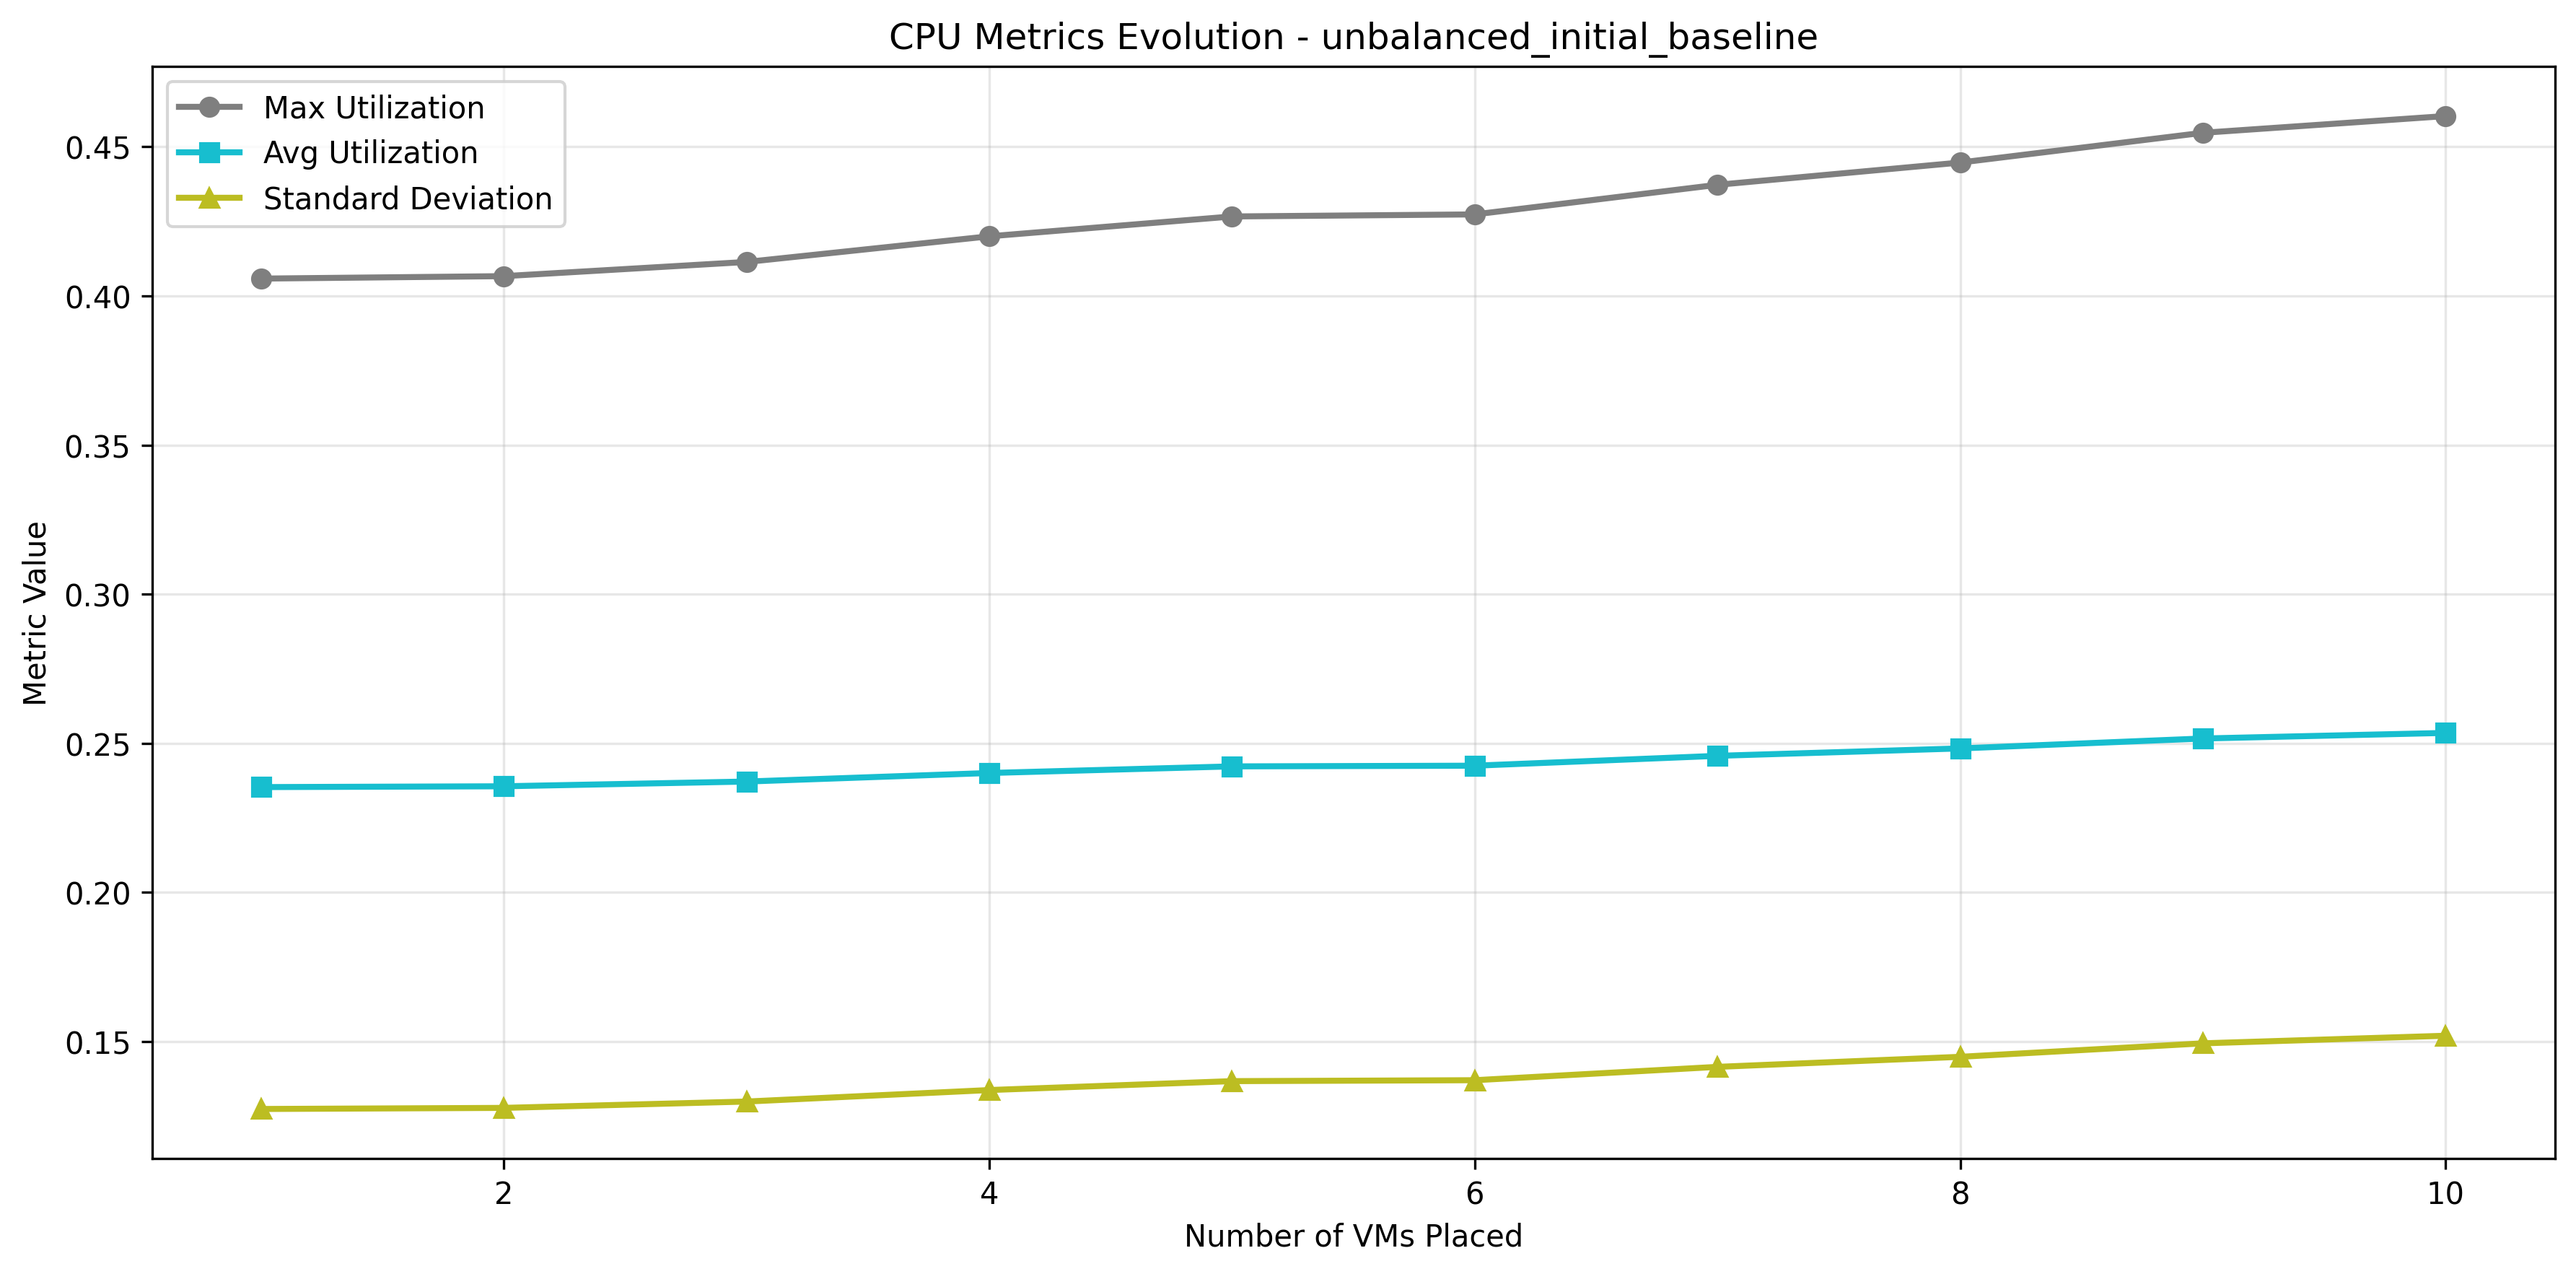 CPU Metrics Evolution - unbalanced_initial_baseline
Max Utilization
Avg Utilization
Standard Deviation
Metric Value
0.45
0.40
0.35
0.30
0.25
0.20
0.15
2 4 6 8 10
Number of VMs Placed